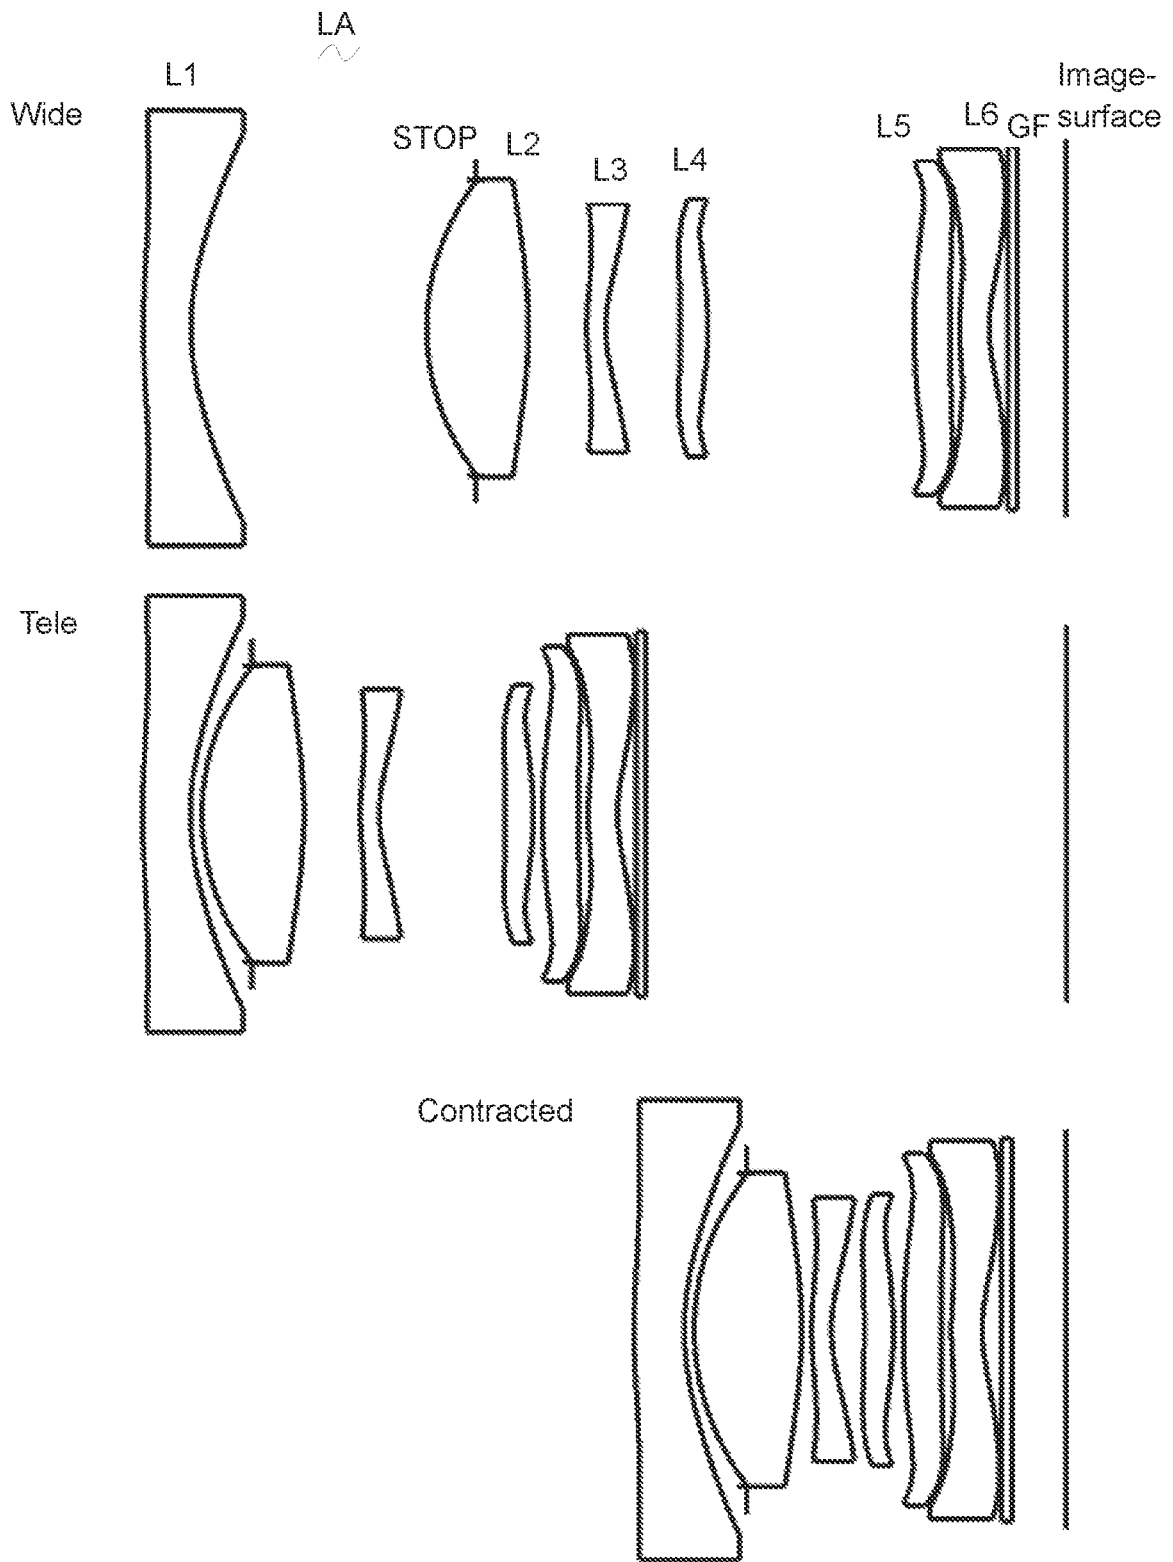 LA
L1
Wide
STOP
L2
L3
L4
L5
L6
GF
Image-
surface
Tele
Contracted